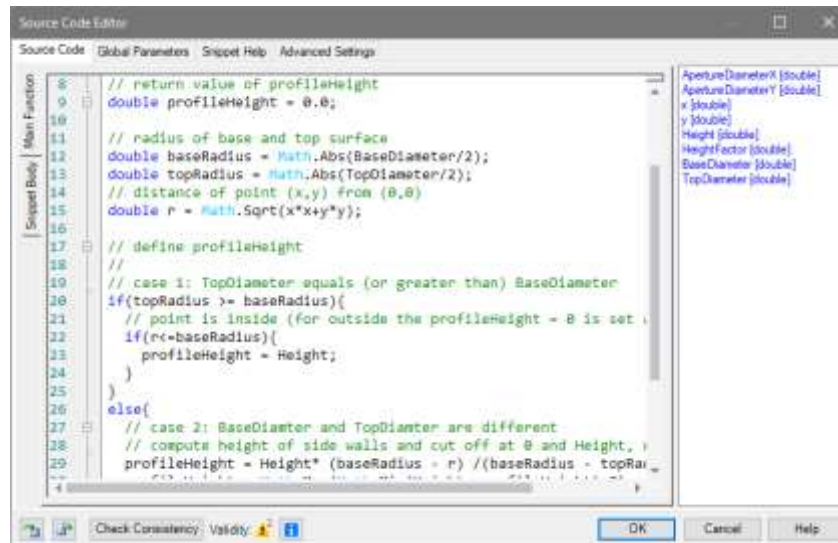 Source Code Editor
Source Code Global Parameters Snippet Help Advanced Settings
Main Function
Snippet Body
8 // return value of profileHeight
9 double profileHeight = 0.0;
10
11 // radius of base and top surface
12 double baseRadius = Math.Abs(BaseDiameter/2);
13 double topRadius = Math.Abs(TopDiameter/2);
14 // distance of point (x,y) from (0,0)
15 double r = Math.Sqrt(x*x+y*y);
16
17 // define profileHeight
18 //
19 // case 1: TopDiameter equals (or greater than) BaseDiameter
20 if(topRadius >= baseRadius){
21 // point is inside (for outside the profileHeight = 0 is set
22 if(r<=baseRadius){
23 profileHeight = Height;
24 }
25 }
26 else{
27 // case 2: BaseDiamter and TopDiamter are different
28 // compute height of side walls and cut off at 0 and Height,
29 profileHeight = Height* (baseRadius - r) /(baseRadius - topRa
ApertureDiameterX [double]
ApertureDiameterY [double]
x [double]
y [double]
Height [double]
HeightFactor [double]
BaseDiameter [double]
TopDiameter [double]
Check Consistency Validity:
OK Cancel Help